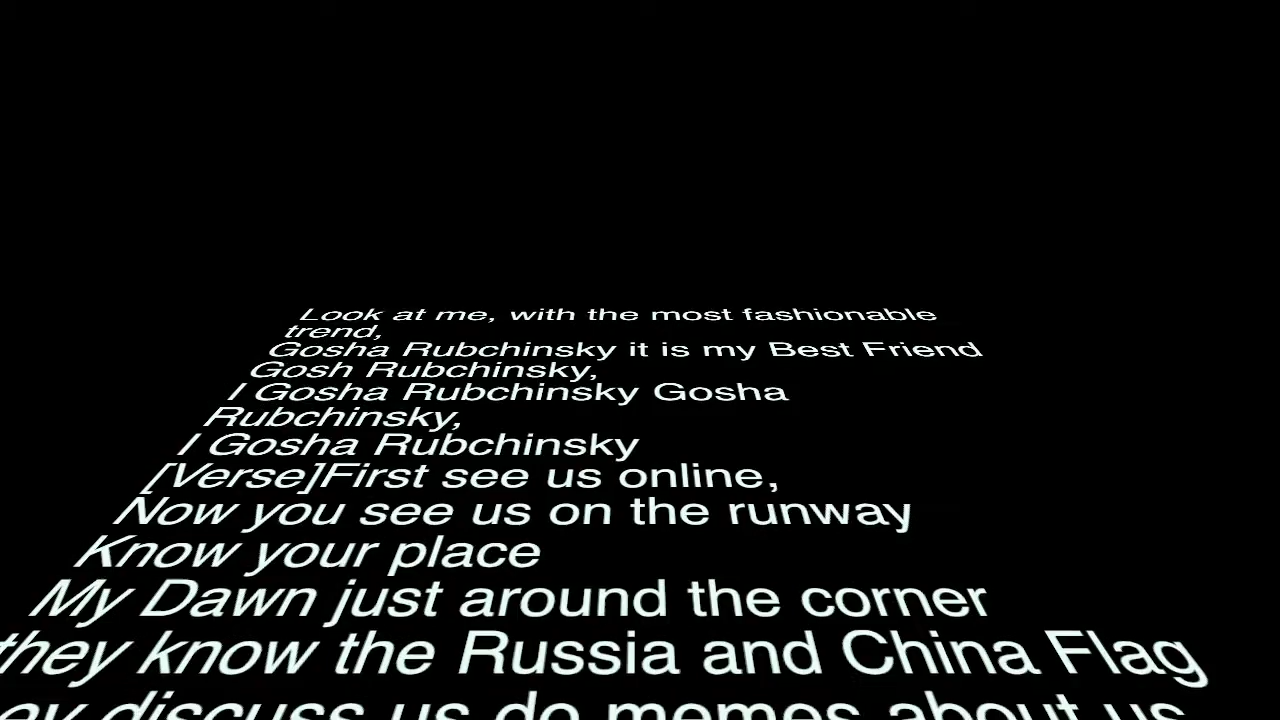 Look at me, with the most fashionable
trend,
Gosha Rubchinsky it is my Best Friend
Gosh Rubchinsky,
I Gosha Rubchinsky Gosha
Rubchinsky,
I Gosha Rubchinsky
[Verse]First see us online,
Now you see us on the runway
Know your place
My Dawn just around the corner
they know the Russia and China Flag
discuss us do memes about us